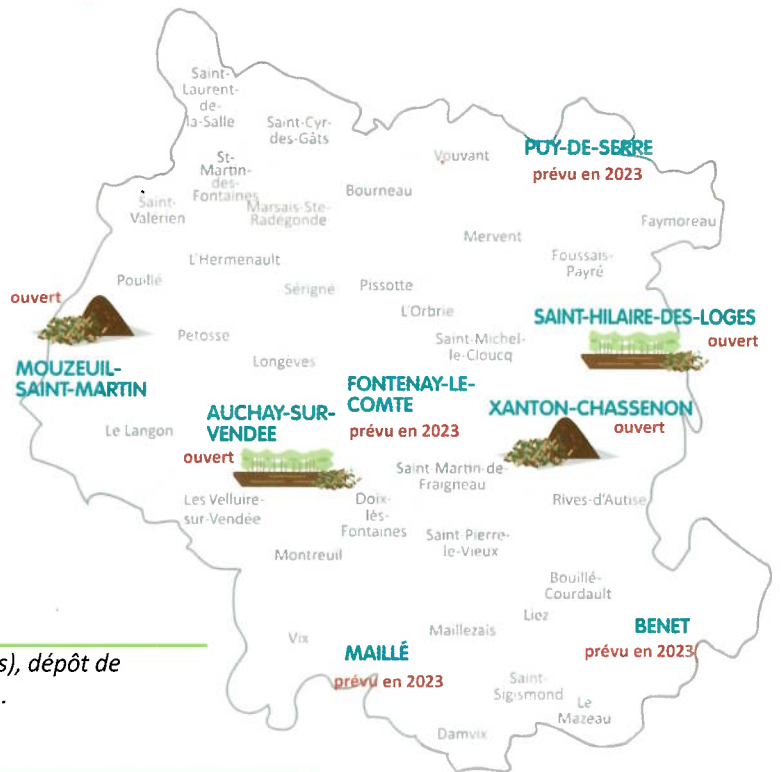 Saint-
Laurent-
de-
la-Salle
Saint-Cyr-
des-Gâts
Vouvant
PUY-DE-SERRE
prévu en 2023
St-
Martin-
des-
Fontaines
Bourneau
Saint-
Valérien
Marsais-Ste-
Radégonde
Faymoreau
Mervent
L'Hermenault
Foussais-
Payré
Pouillé
Sérigné
Pissotte
ouvert
L'Orbrie
SAINT-HILAIRE-DES-LOGES
ouvert
Petosse
Saint-Michel-
le-Cloucq
Longèves
MOUZEUIL-
SAINT-MARTIN
FONTENAY-LE-
COMTE
prévu en 2023
AUCHAY-SUR-
VENDEE
ouvert
XANTON-CHASSENON
ouvert
Le Langon
Saint-Martin-de-
Fraigneau
Les Velluire-
sur-Vendée
Doix-
lès-
Fontaines
Rives-d'Autise
Saint-Pierre-
le-Vieux
Montreuil
Bouillé-
Courdault
Liez
BENET
prévu en 2023
Vix
Maillezais
MAILLÉ
prévu en 2023
s), dépôt de
.
Saint-
Sigismond
Le
Mazeau
Damvix